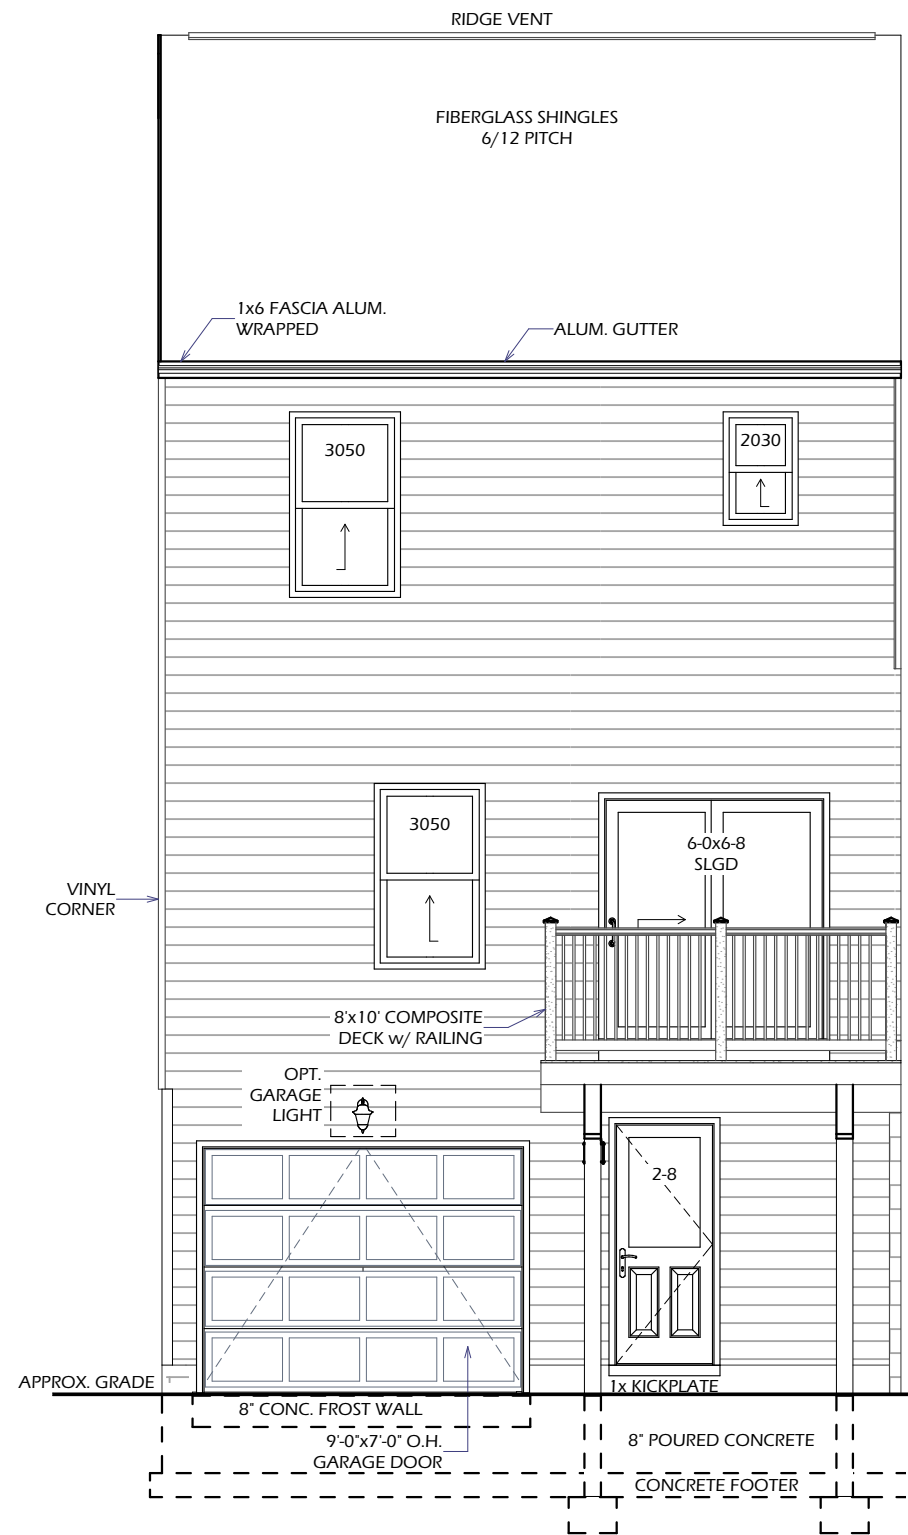 RIDGE VENT
FIBERGLASS SHINGLES
6/12 PITCH
1x6 FASCIA ALUM.
WRAPPED
ALUM. GUTTER
3050
2030
3050
6-0x6-8
SLGD
VINYL
CORNER
8'x10' COMPOSITE
DECK w/ RAILING
OPT.
GARAGE
LIGHT
2-8
APPROX. GRADE
1x KICKPLATE
8" CONC. FROST WALL
9'-0"x7'-0" O.H.
GARAGE DOOR
8" POURED CONCRETE
CONCRETE FOOTER